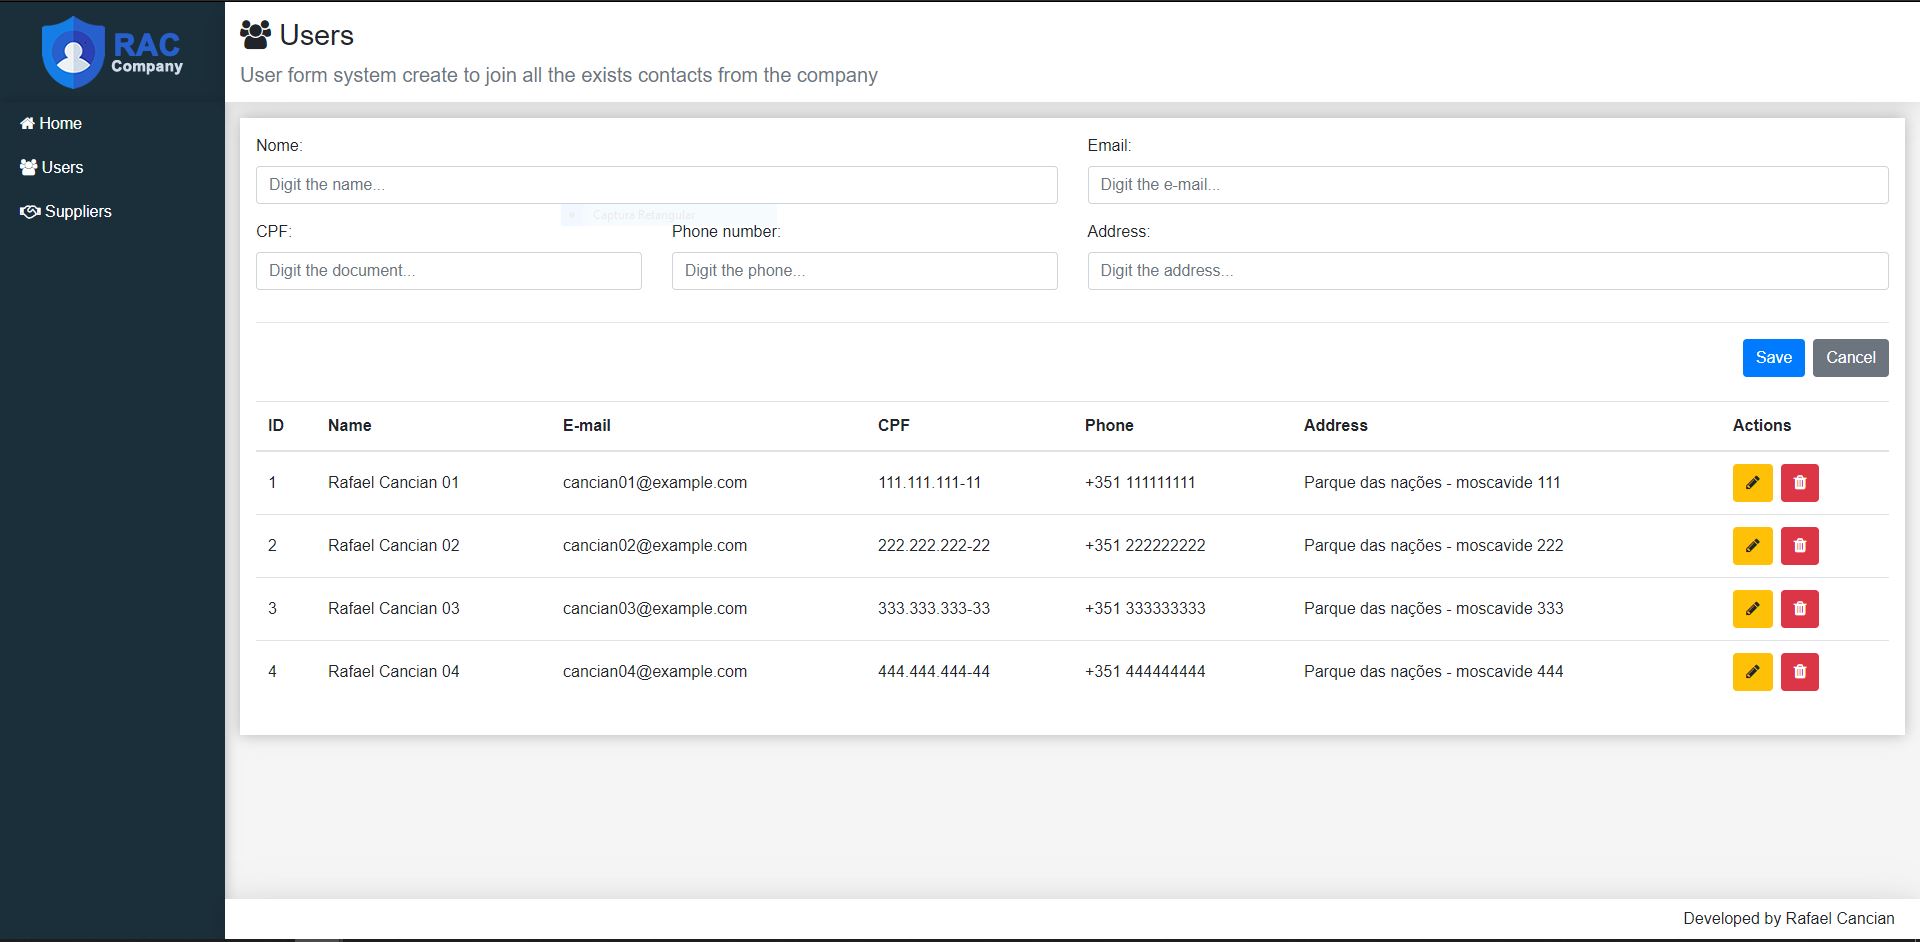 RAC
Company
Home
Users
Suppliers
Users
User form system create to join all the exists contacts from the company
Nome:
Digit the name...
Email:
Digit the e-mail...
Captura Retangular
CPF:
Digit the document...
Phone number:
Digit the phone...
Address:
Digit the address...
Save Cancel
ID Name E-mail CPF Phone Address Actions
1 Rafael Cancian 01 cancian01@example.com 111.111.111-11 +351 111111111 Parque das nações - moscavide 111
2 Rafael Cancian 02 cancian02@example.com 222.222.222-22 +351 222222222 Parque das nações - moscavide 222
3 Rafael Cancian 03 cancian03@example.com 333.333.333-33 +351 333333333 Parque das nações - moscavide 333
4 Rafael Cancian 04 cancian04@example.com 444.444.444-44 +351 444444444 Parque das nações - moscavide 444
Developed by Rafael Cancian